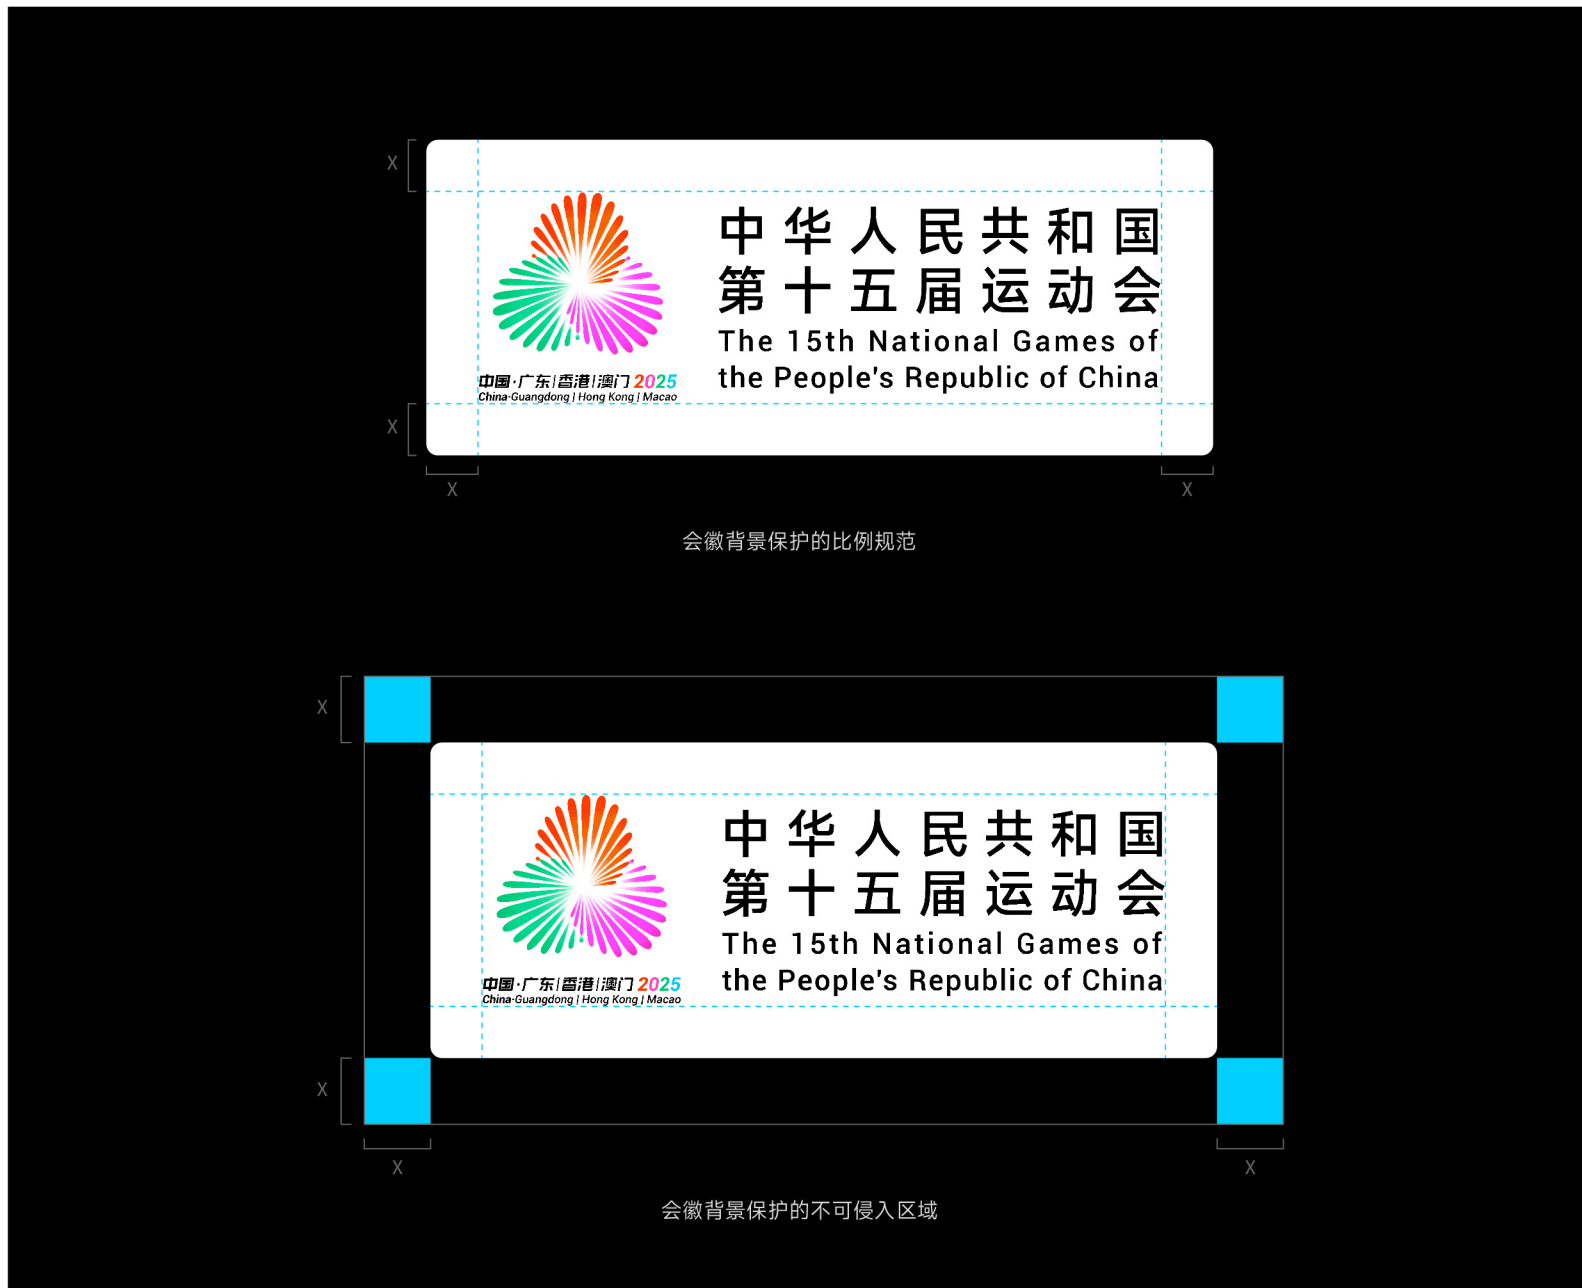 X
中华人民共和国
第十五届运动会
The 15th National Games of
the People's Republic of China
中国·广东|香港|澳门 2025
China·Guangdong | Hong Kong | Macao
X
X
X
会徽背景保护的比例规范
X
中华人民共和国
第十五届运动会
The 15th National Games of
the People's Republic of China
中国·广东|香港|澳门 2025
China·Guangdong | Hong Kong | Macao
X
X
X
会徽背景保护的不可侵入区域